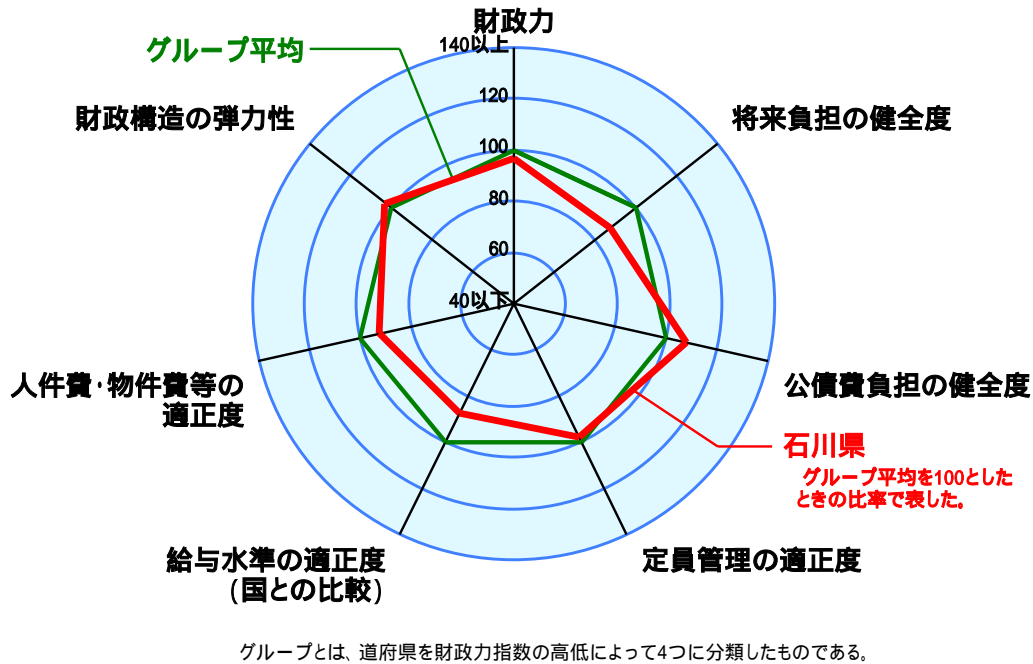 財政力
グループ平均
140以上
財政構造の弾力性
120
将来負担の健全度
100
80
60
40以下
人件費・物件費等の
適正度
公債費負担の健全度
石川県
グループ平均を100とした
ときの比率で表した。
給与水準の適正度
(国との比較)
定員管理の適正度
グループとは、道府県を財政力指数の高低によって4つに分類したものである。